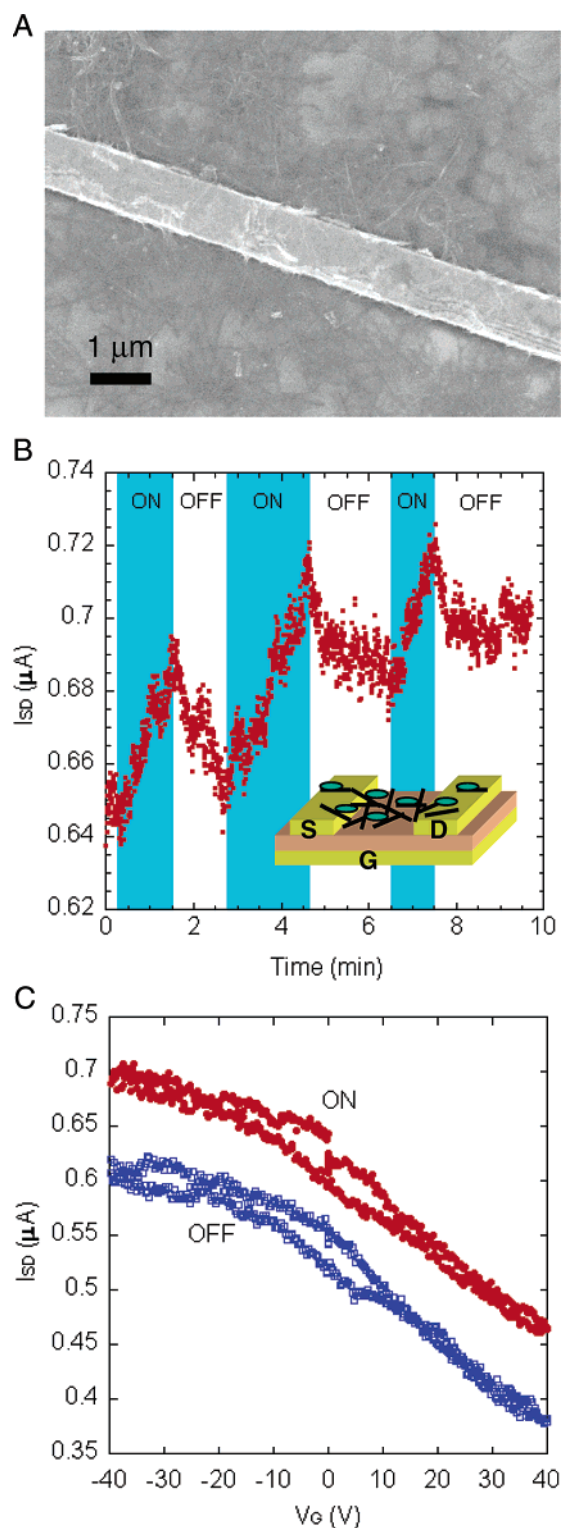 A
1 μm
B
0.74
0.72
0.7
0.68
0.66
0.64
0.62
ISD (μA)
ON OFF ON OFF ON OFF
S D
G
0 2 4 6 8 10
Time (min)
C
0.75
0.7
0.65
0.6
0.55
0.5
0.45
0.4
0.35
ISD (μA)
ON
OFF
-40 -30 -20 -10 0 10 20 30 40
VG (V)